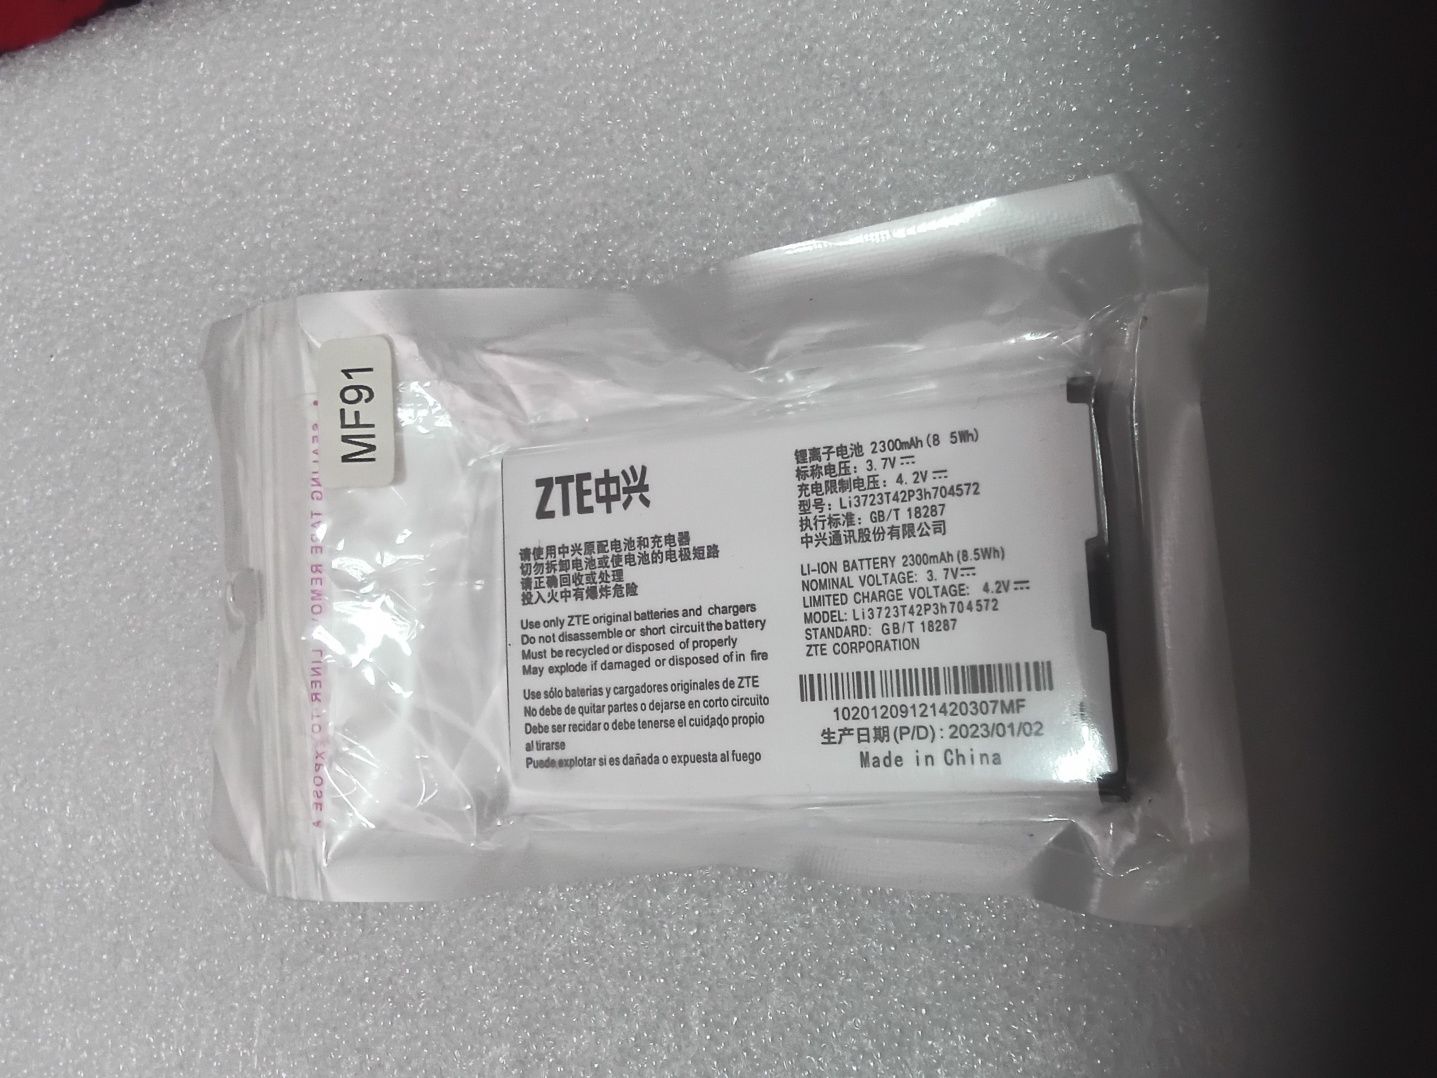 MF91
ZTE中兴
请使用中兴原配电池和充电器
切勿拆卸电池或使电池的电极短路
请正确回收或处理
投入火中有爆炸危险
Use only ZTE original batteries and chargers
Do not disassemble or short circuit the battery
Must be recycled or disposed of properly
May explode if damaged or disposed of in fire
Use sólo baterias y cargadores originales de ZTE
No debe de quitar partes o dejarse en corto circuito
Debe ser recidar o debe tenerse el cuidado propio
al tirarse
Puede explotar si es dañada o expuesta al fuego
锂离子电池 2300mAh(8 5Wh)
标称电压: 3.7V⎓
充电限制电压: 4.2V⎓
型号: Li3723T42P3h704572
执行标准: GB/T 18287
中兴通讯股份有限公司
LI-ION BATTERY 2300mAh(8.5Wh)
NOMINAL VOLTAGE: 3.7V⎓
LIMITED CHARGE VOLTAGE: 4.2V⎓
MODEL: Li3723T42P3h704572
STANDARD: GB/T 18287
ZTE CORPORATION
10201209121420307MF
生产日期(P/D): 2023/01/02
Made in China